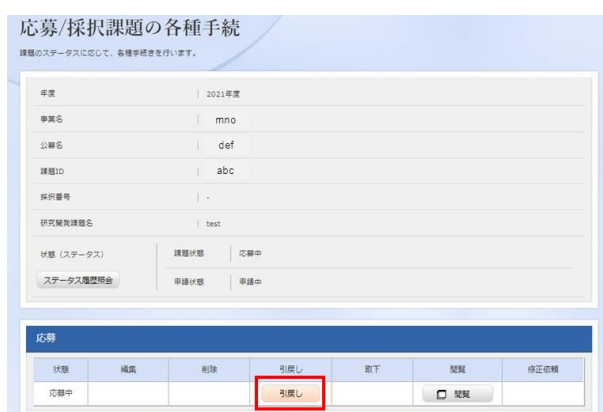 応募/採択課題の各種手続
課題のステータスに応じて、各種手続きを行います。
年度 2021年度
事業名 mno
公募名 def
課題ID abc
採択番号 -
研究開発課題名 test
状態（ステータス） 課題状態 応募中
ステータス履歴照会 申請状態 申請中
応募
状態 編集 削除 引戻し 取下 閲覧 修正依頼
応募中 引戻し 閲覧